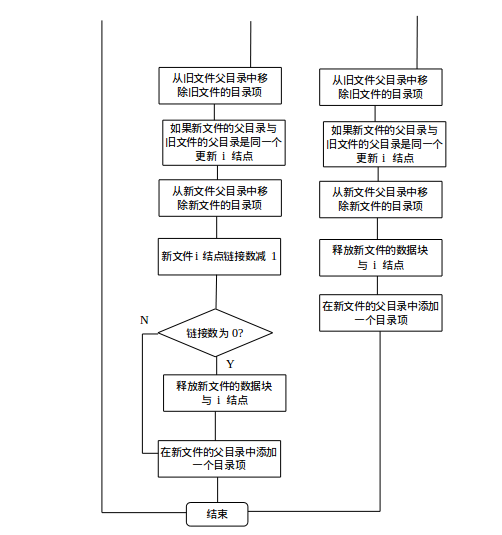 从旧文件父目录中移
除旧文件的目录项
如果新文件的父目录与
旧文件的父目录是同一个
更新 i 结点
从新文件父目录中移
除新文件的目录项
新文件 i 结点链接数减 1
链接数为 0?
N
Y
释放新文件的数据块
与 i 结点
在新文件的父目录中添加
一个目录项
从旧文件父目录中移
除旧文件的目录项
如果新文件的父目录与
旧文件的父目录是同一个
更新 i 结点
从新文件父目录中移
除新文件的目录项
释放新文件的数据块
与 i 结点
在新文件的父目录中添加
一个目录项
结束